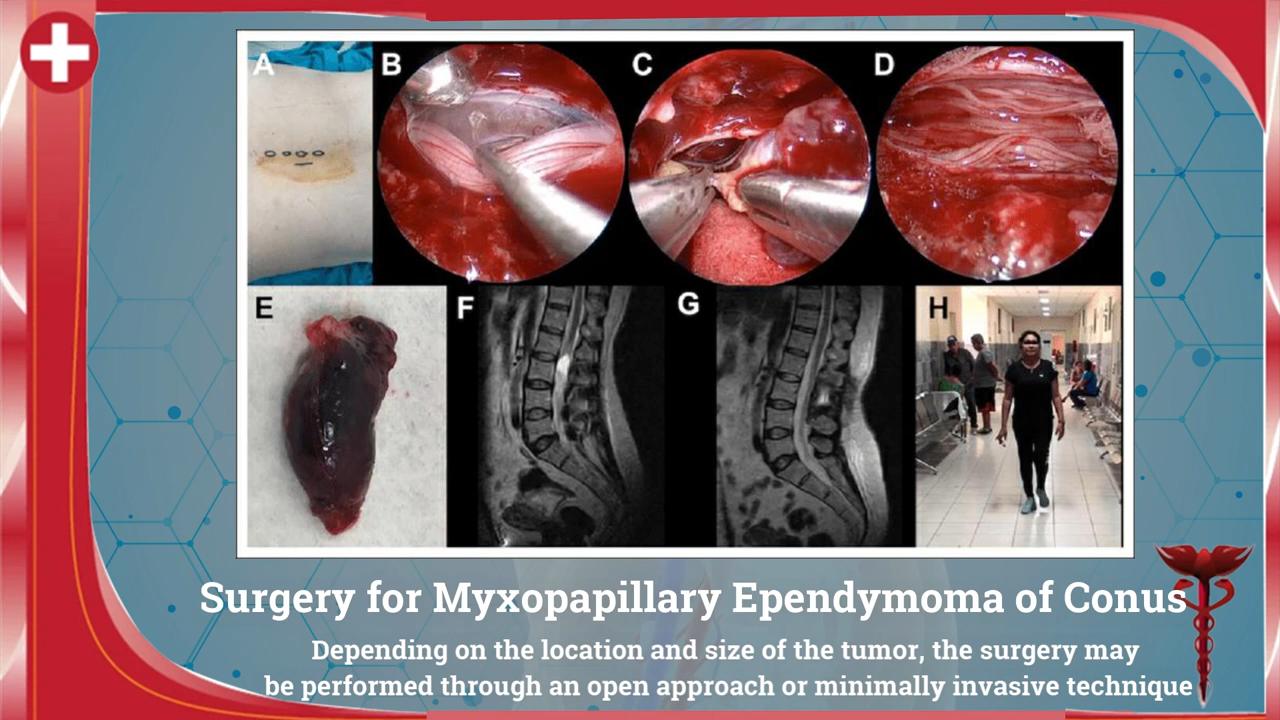 A
B
C
D
E
F
G
H
Surgery for Myxopapillary Ependymoma of Conus
Depending on the location and size of the tumor, the surgery may
be performed through an open approach or minimally invasive technique